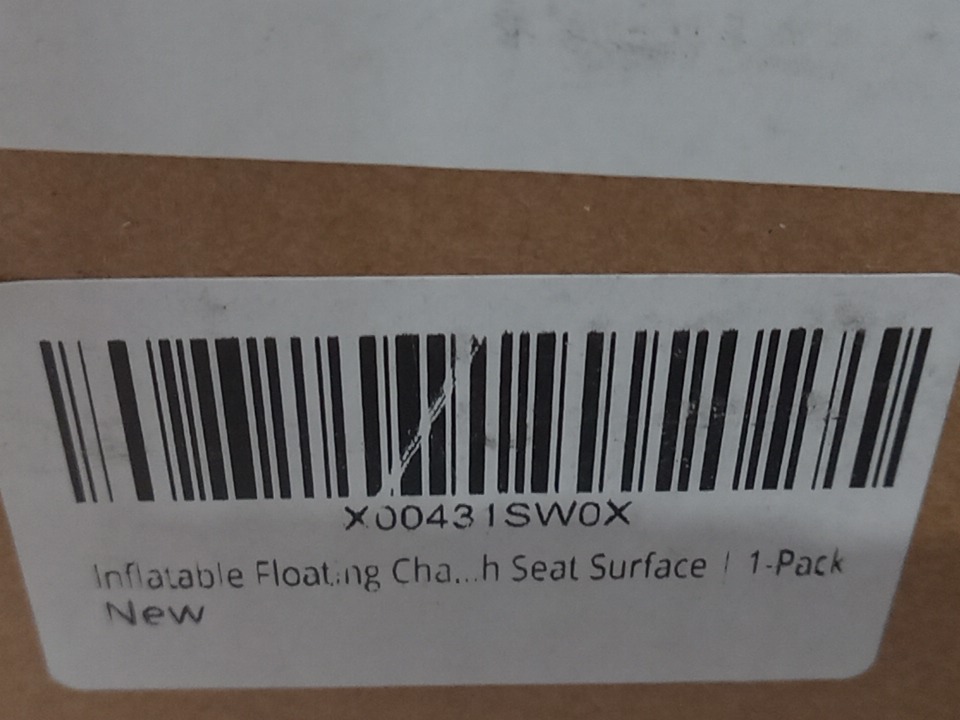 X00431SW0X
Inflatable Floating Cha...h Seat Surface | 1-Pack
New